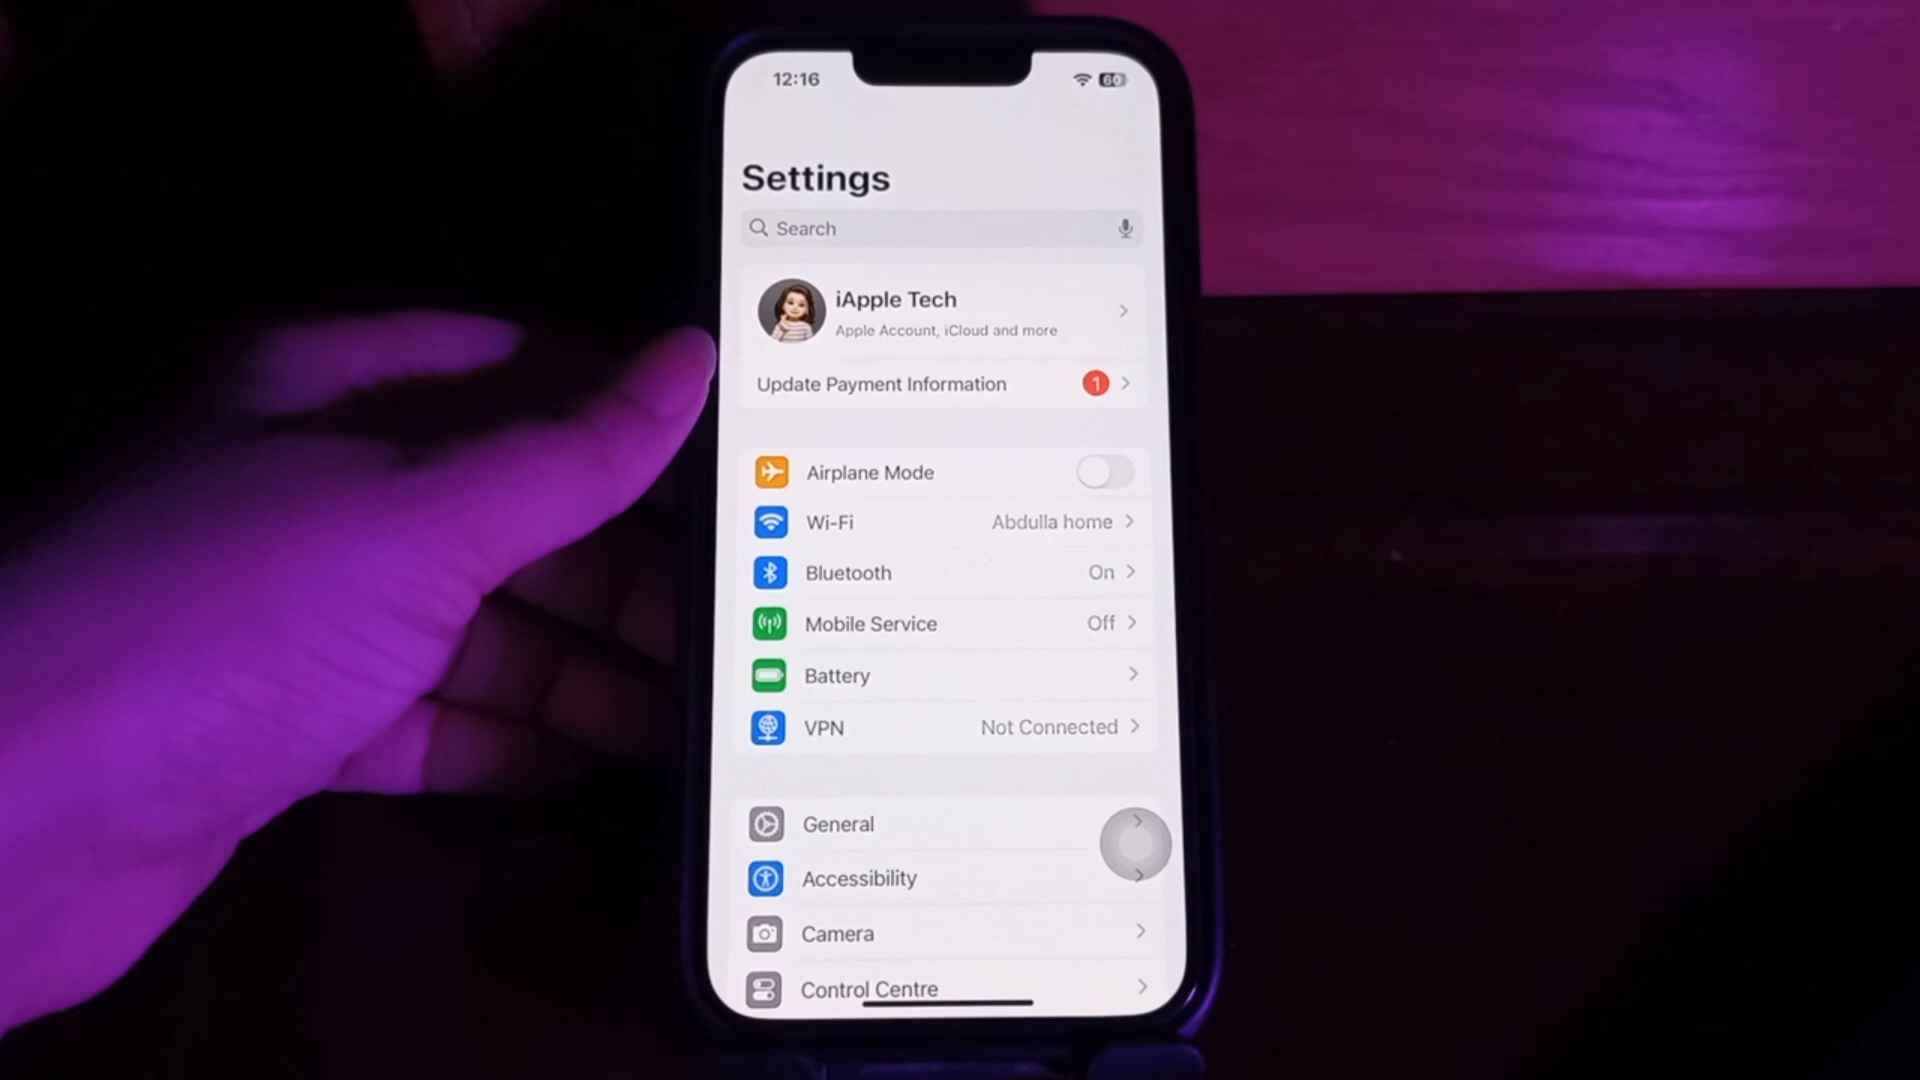 12:16
60
Settings
Search
iApple Tech
Apple Account, iCloud and more
Update Payment Information
1
Airplane Mode
Wi-Fi
Abdulla home
Bluetooth
On
Mobile Service
Off
Battery
VPN
Not Connected
General
Accessibility
Camera
Control Centre